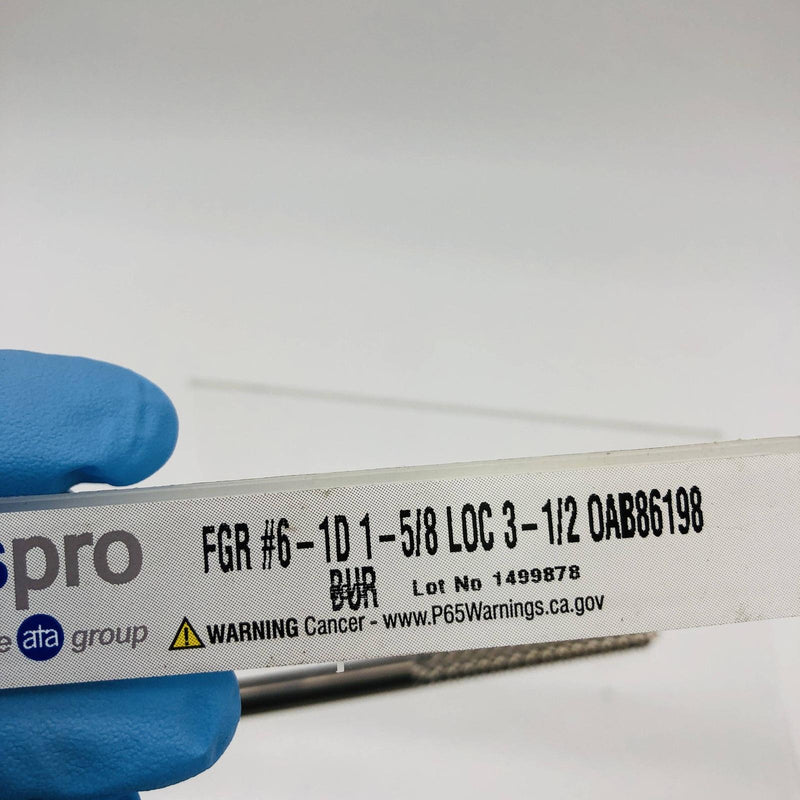 spro
FGR #6-1D 1-5/8 LOC 3-1/2 OAB86198
BUR
Lot No 1499878
ata group
WARNING Cancer - www.P65Warnings.ca.gov